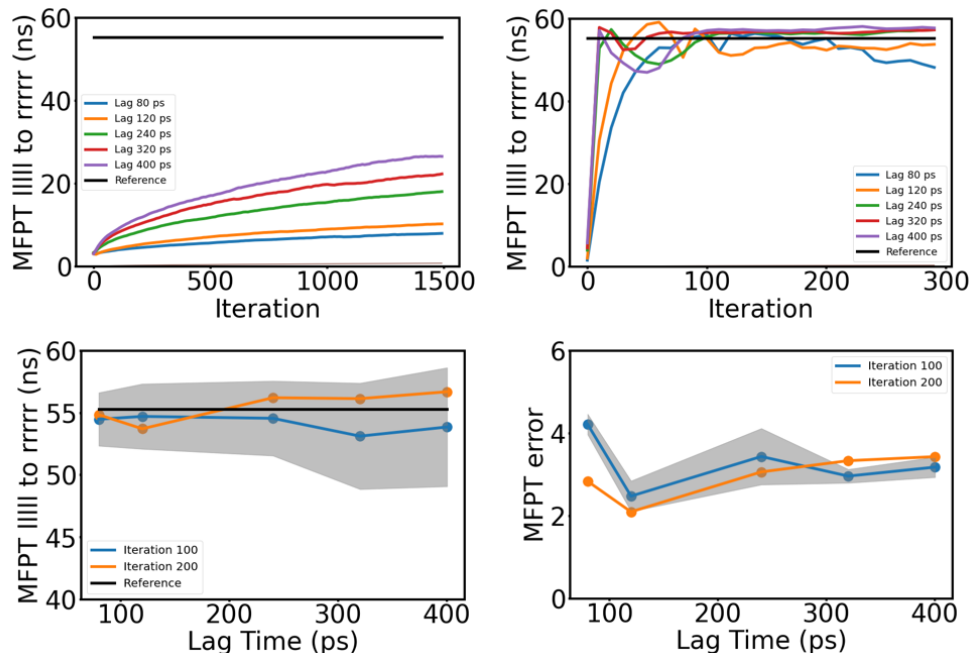 MFPT lllll to rrrrr (ns)
60
40
20
0
Lag 80 ps
Lag 120 ps
Lag 240 ps
Lag 320 ps
Lag 400 ps
Reference
0 500 1000 1500
Iteration
MFPT lllll to rrrrr (ns)
60
40
20
0
Lag 80 ps
Lag 120 ps
Lag 240 ps
Lag 320 ps
Lag 400 ps
Reference
0 100 200 300
Iteration
MFPT lllll to rrrrr (ns)
60
55
50
45
40
Iteration 100
Iteration 200
Reference
100 200 300 400
Lag Time (ps)
MFPT error
6
4
2
0
Iteration 100
Iteration 200
100 200 300 400
Lag Time (ps)